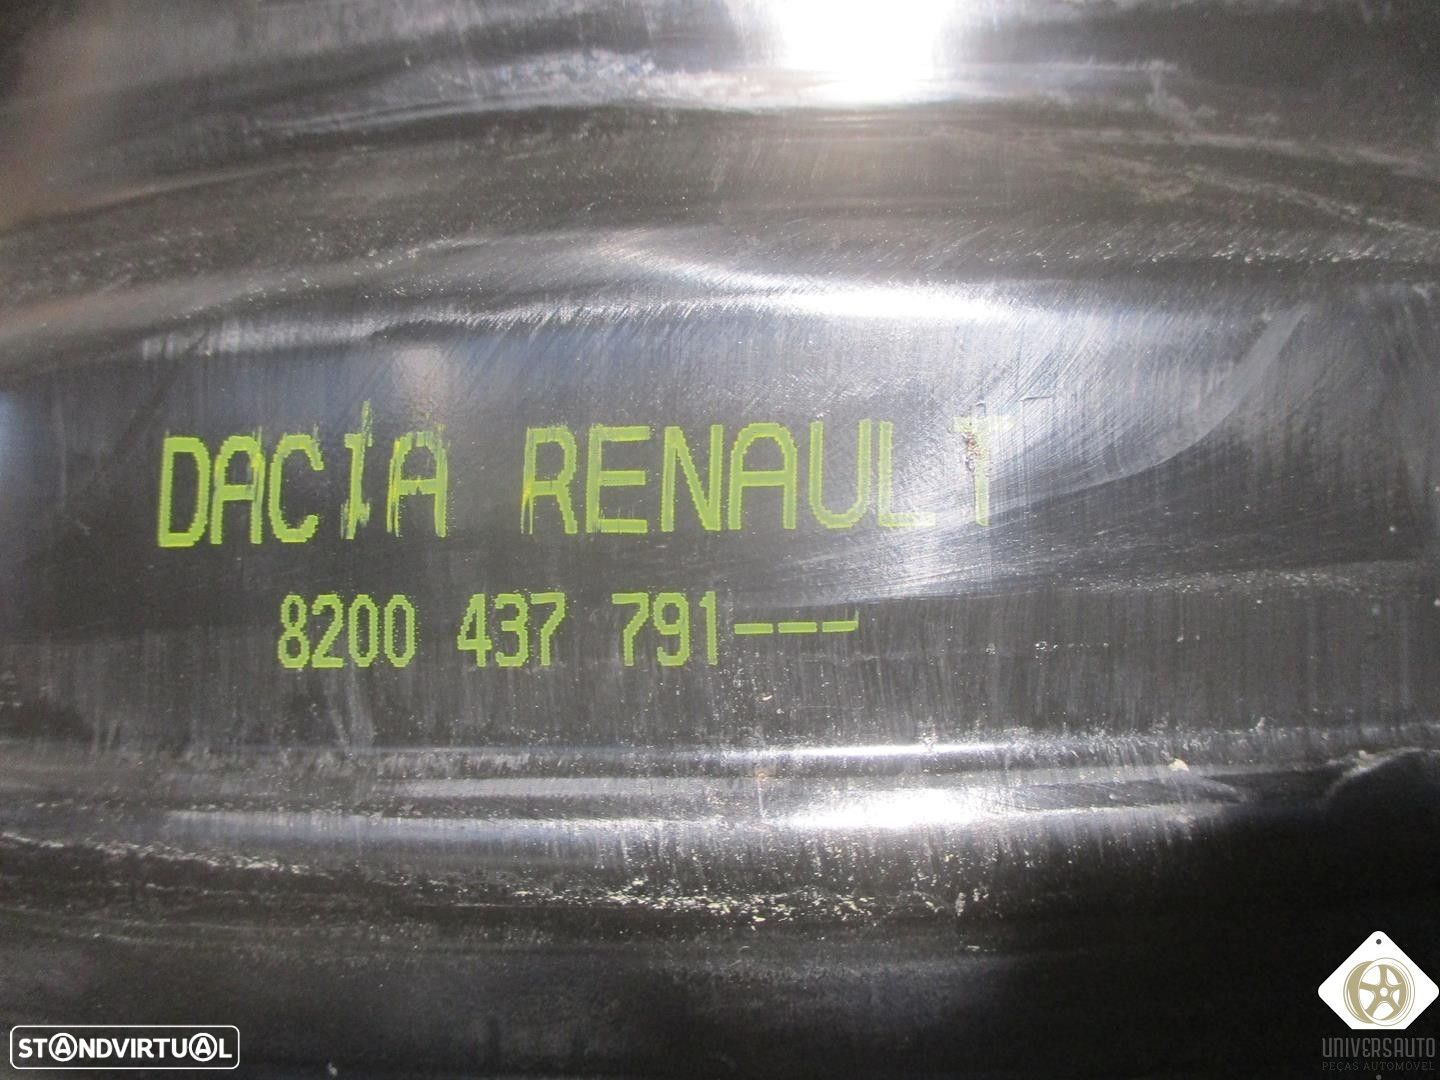 DACIA RENAULT
8200 437 791---
STANDVIRTUAL
UNIVERSAUTO
PEÇAS AUTOMÓVEL